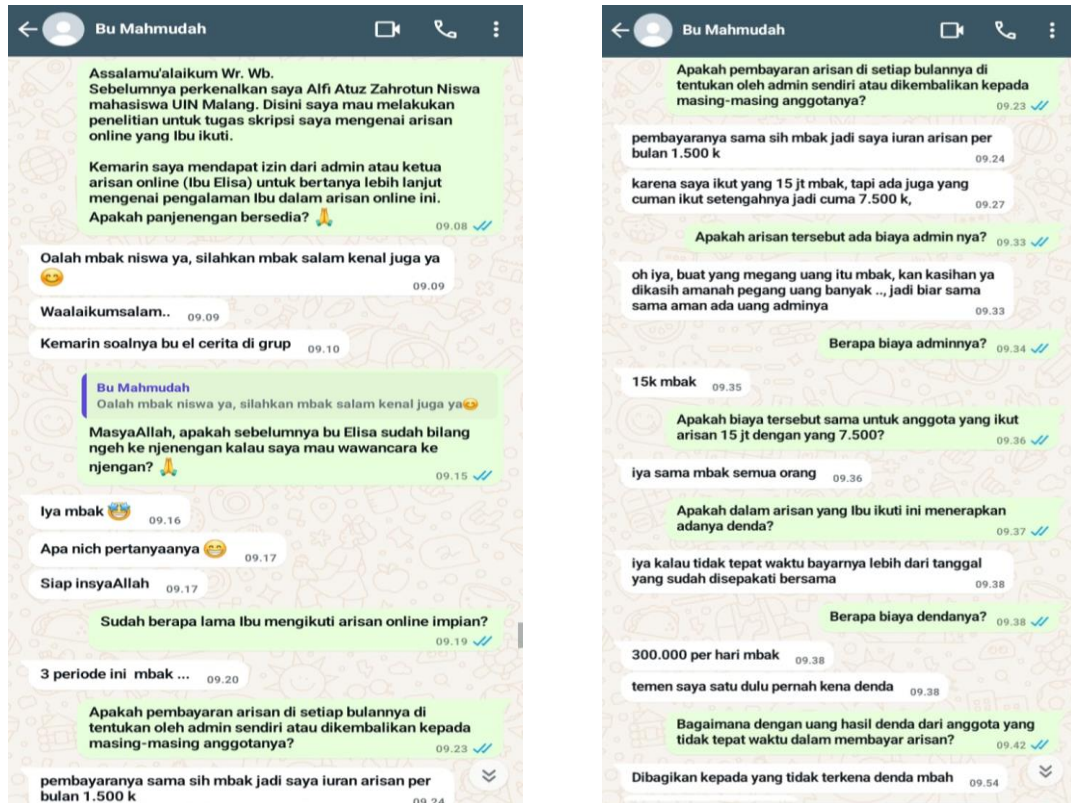 Bu Mahmudah
Assalamu'alaikum Wr. Wb.
Sebelumnya perkenalkan saya Alfi Atuz Zahrotun Niswa
mahasiswa UIN Malang. Disini saya mau melakukan
penelitian untuk tugas skripsi saya mengenai arisan
online yang Ibu ikuti.
Kemarin saya mendapat izin dari admin atau ketua
arisan online (Ibu Elisa) untuk bertanya lebih lanjut
mengenai pengalaman Ibu dalam arisan online ini.
Apakah panjenengan bersedia? 🙏
09.08
Oalah mbak niswa ya, silahkan mbak salam kenal juga ya
😊
09.09
Waalaikumsalam.. 09.09
Kemarin soalnya bu el cerita di grup 09.10
Bu Mahmudah
Oalah mbak niswa ya, silahkan mbak salam kenal juga ya😊
MasyaAllah, apakah sebelumnya bu Elisa sudah bilang
ngeh ke njenengan kalau saya mau wawancara ke
njengan? 🙏
09.15
Iya mbak 🤩 09.16
Apa nich pertanyaanya 😁 09.17
Siap insyaAllah 09.17
Sudah berapa lama Ibu mengikuti arisan online impian?
09.19
3 periode ini mbak ... 09.20
Apakah pembayaran arisan di setiap bulannya di
tentukan oleh admin sendiri atau dikembalikan kepada
masing-masing anggotanya?
09.23
pembayaranya sama sih mbak jadi saya iuran arisan per
bulan 1.500 k
09.24
Bu Mahmudah
Apakah pembayaran arisan di setiap bulannya di
tentukan oleh admin sendiri atau dikembalikan kepada
masing-masing anggotanya?
09.23
pembayaranya sama sih mbak jadi saya iuran arisan per
bulan 1.500 k
09.24
karena saya ikut yang 15 jt mbak, tapi ada juga yang
cuman ikut setengahnya jadi cuma 7.500 k,
09.27
Apakah arisan tersebut ada biaya admin nya? 09.33
oh iya, buat yang megang uang itu mbak, kan kasihan ya
dikasih amanah pegang uang banyak .., jadi biar sama
sama aman ada uang adminya
09.33
Berapa biaya adminnya? 09.34
15k mbak 09.35
Apakah biaya tersebut sama untuk anggota yang ikut
arisan 15 jt dengan yang 7.500?
09.36
iya sama mbak semua orang 09.36
Apakah dalam arisan yang Ibu ikuti ini menerapkan
adanya denda?
09.37
iya kalau tidak tepat waktu bayarnya lebih dari tanggal
yang sudah disepakati bersama
09.38
Berapa biaya dendanya? 09.38
300.000 per hari mbak 09.38
temen saya satu dulu pernah kena denda 09.38
Bagaimana dengan uang hasil denda dari anggota yang
tidak tepat waktu dalam membayar arisan?
09.42
Dibagikan kepada yang tidak terkena denda mbah 09.54